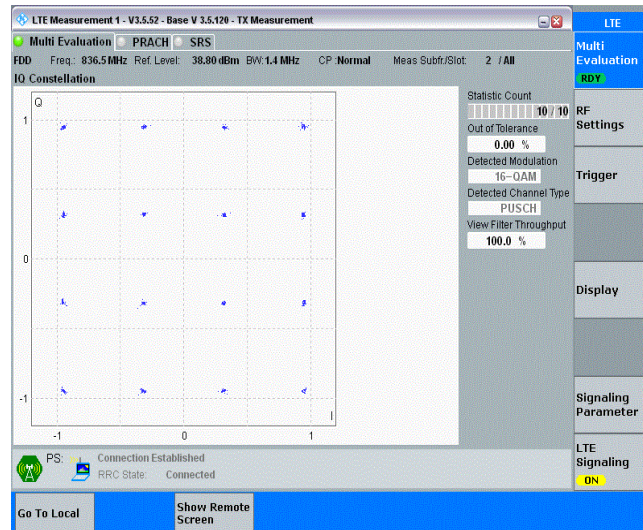 LTE Measurement 1 - V3.5.52 - Base V 3.5.120 - TX Measurement
LTE
Multi Evaluation PRACH SRS
FDD Freq.: 836.5 MHz Ref. Level: 38.80 dBm BW: 1.4 MHz CP :Normal Meas Subfr./Slot: 2 / All
IQ Constellation
Multi
Evaluation
RDY
RF
Settings
Trigger
Display
Signaling
Parameter
LTE
Signaling
ON
Statistic Count
10 / 10
Out of Tolerance
0.00 %
Detected Modulation
16-QAM
Detected Channel Type
PUSCH
View Filter Throughput
100.0 %
Q
1
0
-1
I
-1 0 1
PS: Connection Established
RRC State: Connected
Go To Local
Show Remote
Screen